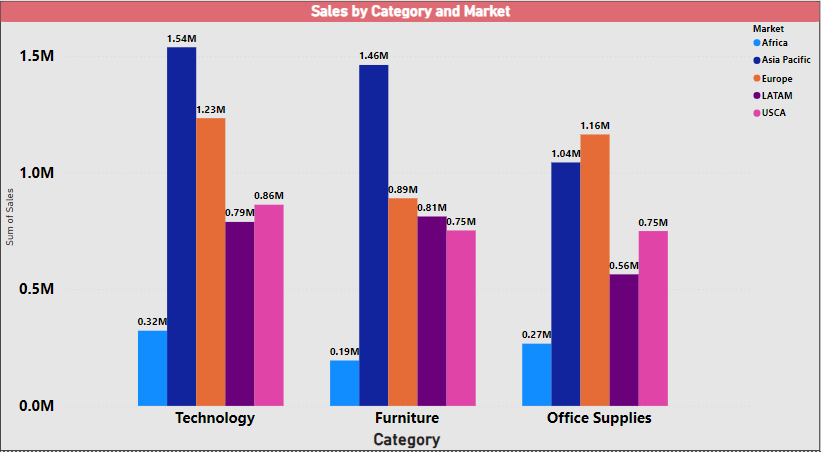 Sales by Category and Market
Market
Africa
Asia Pacific
Europe
LATAM
USCA
Sum of Sales
1.5M
1.0M
0.5M
0.0M
0.32M
1.54M
1.23M
0.79M
0.86M
0.19M
1.46M
0.89M
0.81M
0.75M
0.27M
1.04M
1.16M
0.56M
0.75M
Technology
Furniture
Office Supplies
Category